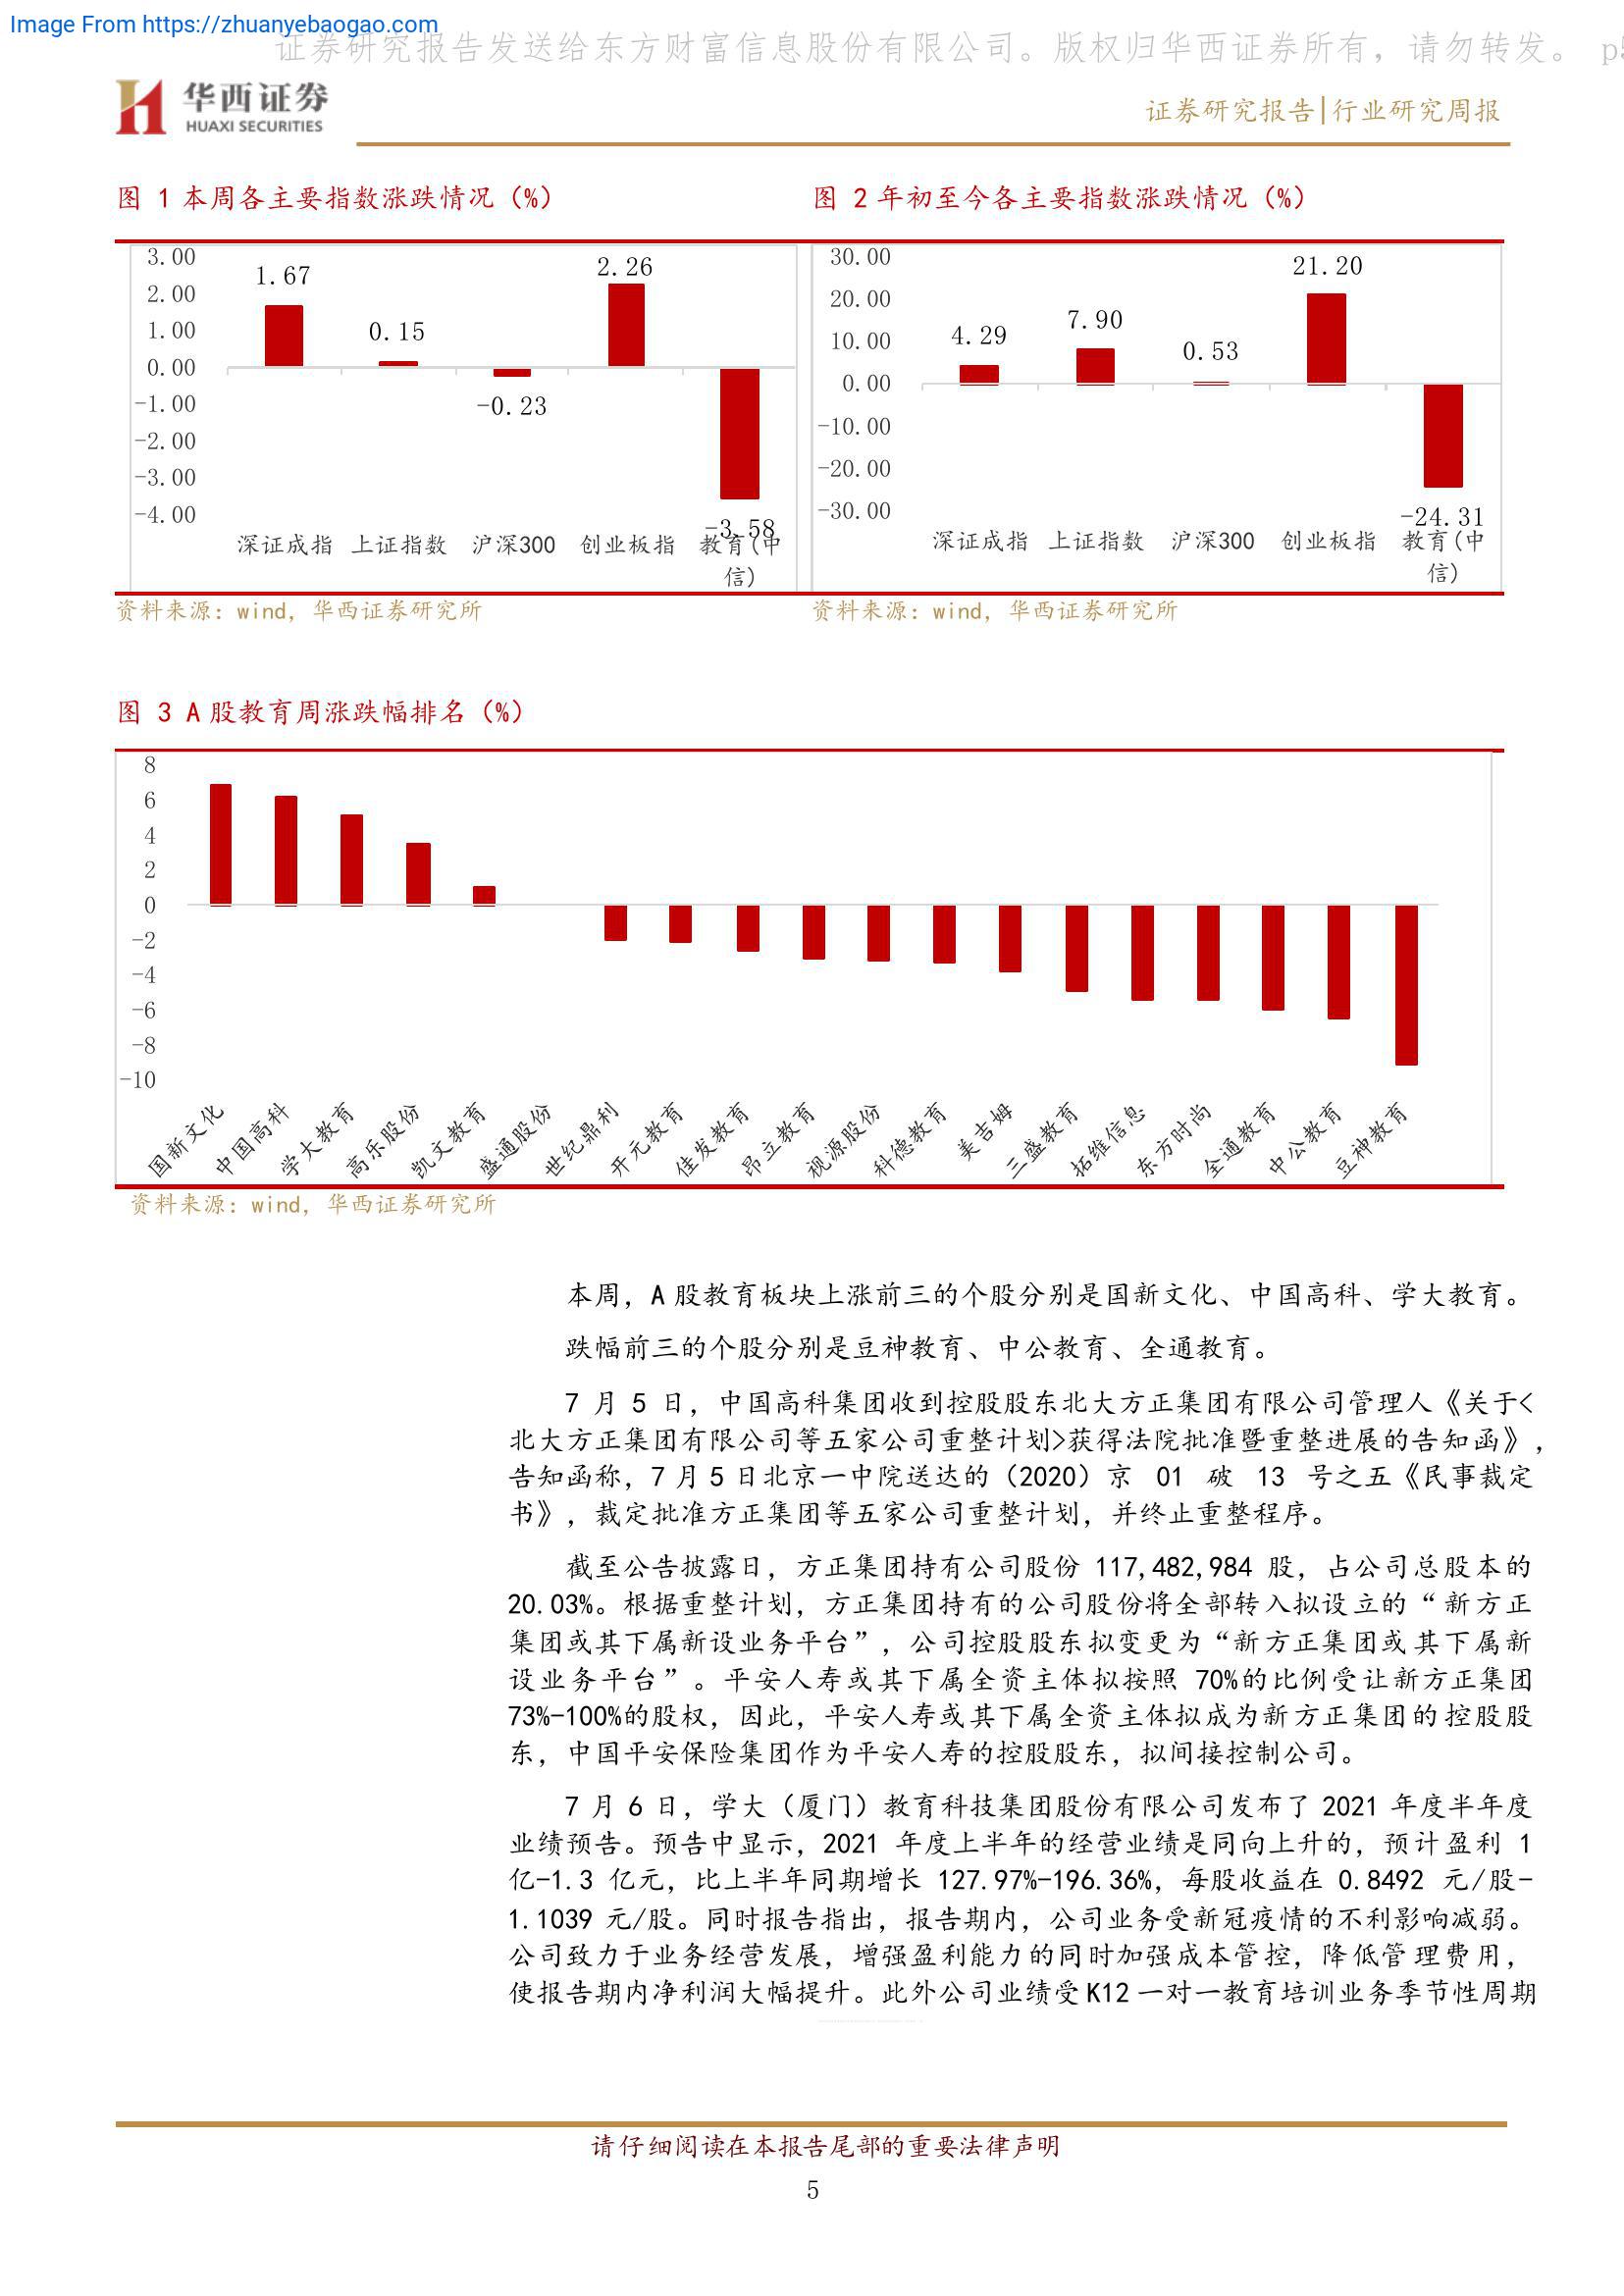 Image From https://zhuanyebaogao.com
证券研究报告发送给东方财富信息股份有限公司。版权归华西证券所有，请勿转发。 p5
华西证券
HUAXI SECURITIES
证券研究报告|行业研究周报
图 1 本周各主要指数涨跌情况（%）
图 2 年初至今各主要指数涨跌情况（%）
3.00
2.00
1.00
0.00
-1.00
-2.00
-3.00
-4.00
1.67
0.15
-0.23
2.26
-3.58
深证成指 上证指数 沪深300 创业板指 教育(中
信)
30.00
20.00
10.00
0.00
-10.00
-20.00
-30.00
4.29
7.90
0.53
21.20
-24.31
深证成指 上证指数 沪深300 创业板指 教育(中
信)
资料来源：wind，华西证券研究所
资料来源：wind，华西证券研究所
图 3 A 股教育周涨跌幅排名（%）
8
6
4
2
0
-2
-4
-6
-8
-10
国新文化
中国高科
学大教育
高乐股份
凯文教育
盛通股份
世纪鼎利
开元教育
佳发教育
昂立教育
视源股份
科德教育
美吉姆
三盛教育
拓维信息
东方时尚
全通教育
中公教育
豆神教育
资料来源：wind，华西证券研究所
本周，A 股教育板块上涨前三的个股分别是国新文化、中国高科、学大教育。
跌幅前三的个股分别是豆神教育、中公教育、全通教育。
7 月 5 日，中国高科集团收到控股股东北大方正集团有限公司管理人《关于<
北大方正集团有限公司等五家公司重整计划>获得法院批准暨重整进展的告知函》，
告知函称，7 月 5 日北京一中院送达的（2020）京 01 破 13 号之五《民事裁定
书》，裁定批准方正集团等五家公司重整计划，并终止重整程序。
截至公告披露日，方正集团持有公司股份 117,482,984 股，占公司总股本的
20.03%。根据重整计划，方正集团持有的公司股份将全部转入拟设立的“新方正
集团或其下属新设业务平台”，公司控股股东拟变更为“新方正集团或其下属新
设业务平台”。平安人寿或其下属全资主体拟按照 70%的比例受让新方正集团
73%-100%的股权，因此，平安人寿或其下属全资主体拟成为新方正集团的控股股
东，中国平安保险集团作为平安人寿的控股股东，拟间接控制公司。
7 月 6 日，学大（厦门）教育科技集团股份有限公司发布了 2021 年度半年度
业绩预告。预告中显示，2021 年度上半年的经营业绩是同向上升的，预计盈利 1
亿-1.3 亿元，比上半年同期增长 127.97%-196.36%，每股收益在 0.8492 元/股-
1.1039 元/股。同时报告指出，报告期内，公司业务受新冠疫情的不利影响减弱。
公司致力于业务经营发展，增强盈利能力的同时加强成本管控，降低管理费用，
使报告期内净利润大幅提升。此外公司业绩受 K12 一对一教育培训业务季节性周期
请仔细阅读在本报告尾部的重要法律声明
5